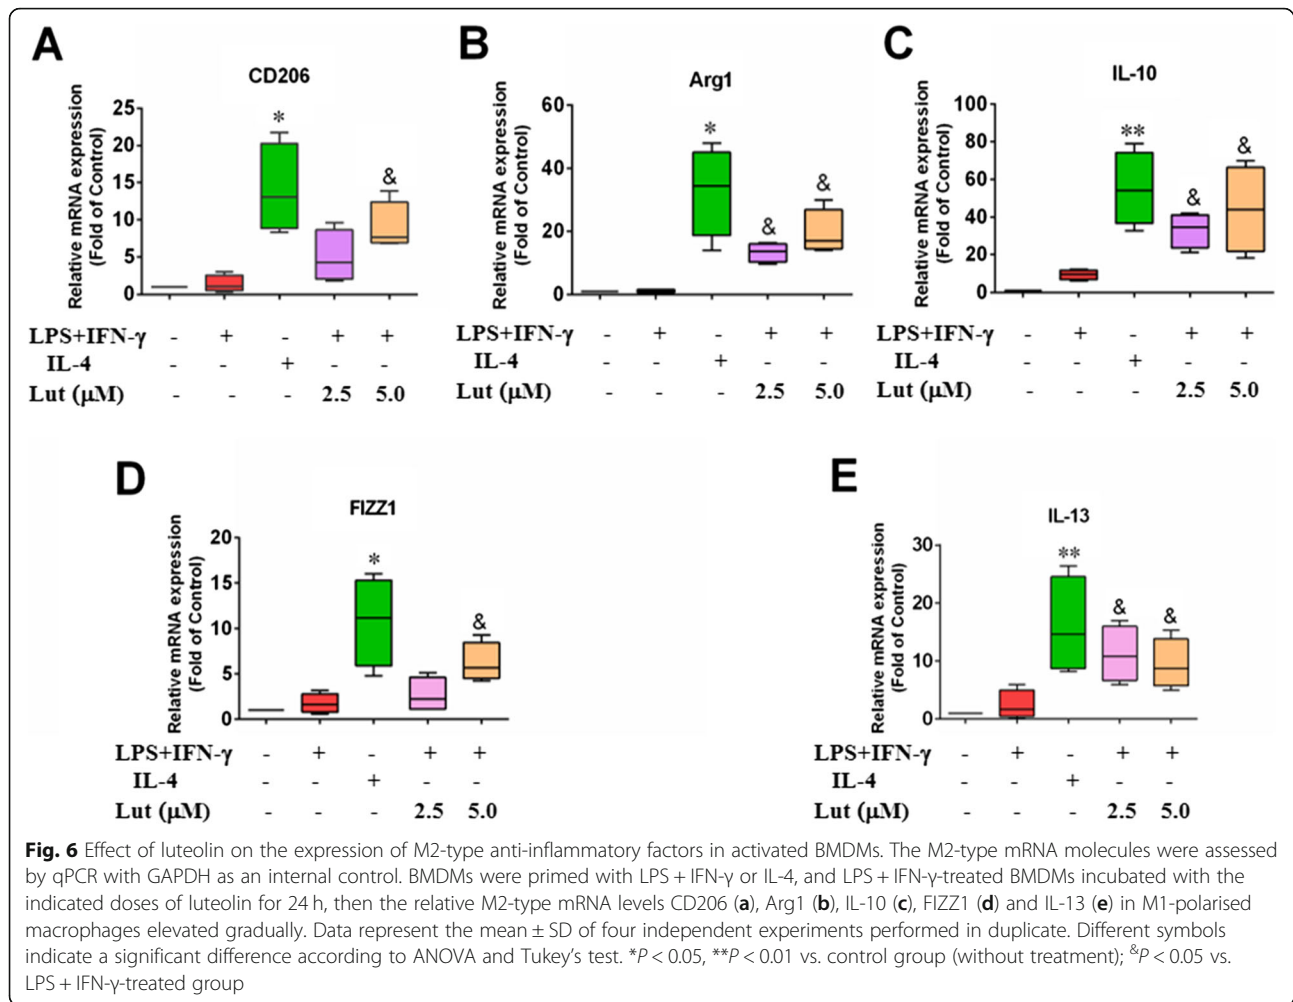 A
CD206
Relative mRNA expression
(Fold of Control)
25
20
15
10
5
0
*
&
LPS+IFN-γ - + - + +
IL-4 - - + - -
Lut (μM) - - - 2.5 5.0
B
Arg1
Relative mRNA expression
(Fold of Control)
60
40
20
0
*
&
&
LPS+IFN-γ - + - + +
IL-4 - - + - -
Lut (μM) - - - 2.5 5.0
C
IL-10
Relative mRNA expression
(Fold of Control)
100
80
60
40
20
0
**
&
&
LPS+IFN-γ - + - + +
IL-4 - - + - -
Lut (μM) - - - 2.5 5.0
D
FIZZ1
Relative mRNA expression
(Fold of Control)
20
15
10
5
0
*
&
LPS+IFN-γ - + - + +
IL-4 - - + - -
Lut (μM) - - - 2.5 5.0
E
IL-13
Relative mRNA expression
(Fold of Control)
30
20
10
0
**
&
&
LPS+IFN-γ - + - + +
IL-4 - - + - -
Lut (μM) - - - 2.5 5.0
Fig. 6 Effect of luteolin on the expression of M2-type anti-inflammatory factors in activated BMDMs. The M2-type mRNA molecules were assessed
by qPCR with GAPDH as an internal control. BMDMs were primed with LPS + IFN-γ or IL-4, and LPS + IFN-γ-treated BMDMs incubated with the
indicated doses of luteolin for 24 h, then the relative M2-type mRNA levels CD206 (a), Arg1 (b), IL-10 (c), FIZZ1 (d) and IL-13 (e) in M1-polarised
macrophages elevated gradually. Data represent the mean ± SD of four independent experiments performed in duplicate. Different symbols
indicate a significant difference according to ANOVA and Tukey's test. *P < 0.05, **P < 0.01 vs. control group (without treatment); &P < 0.05 vs.
LPS + IFN-γ-treated group